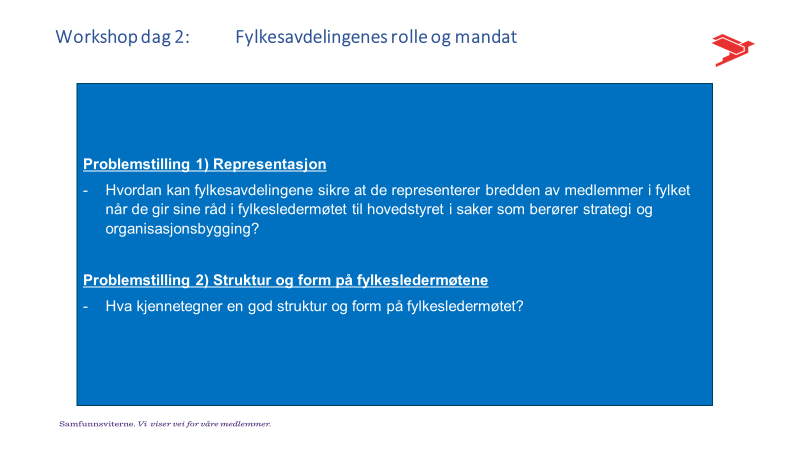 Workshop dag 2: Fylkesavdelingenes rolle og mandat
Problemstilling 1) Representasjon
- Hvordan kan fylkesavdelingene sikre at de representerer bredden av medlemmer i fylket
når de gir sine råd i fylkesledermøtet til hovedstyret i saker som berører strategi og
organisasjonsbygging?
Problemstilling 2) Struktur og form på fylkesledermøtene
- Hva kjennetegner en god struktur og form på fylkesledermøtet?
Samfunnsviterne. Vi viser vei for våre medlemmer.